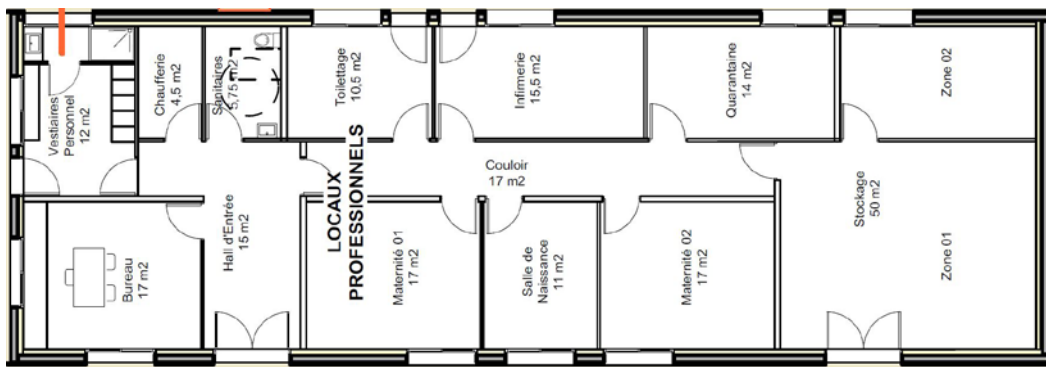 Vestiaires
Personnel
12 m2
Chaufferie
4,5 m2
Sanitaires
5,75 m2
Toilettage
10,5 m2
Infirmerie
15,5 m2
Quarantaine
14 m2
Zone 02
LOCAUX
PROFESSIONNELS
Couloir
17 m2
Stockage
50 m2
Bureau
17 m2
Hall d'Entrée
15 m2
Maternité 01
17 m2
Salle de
Naissance
11 m2
Maternité 02
17 m2
Zone 01